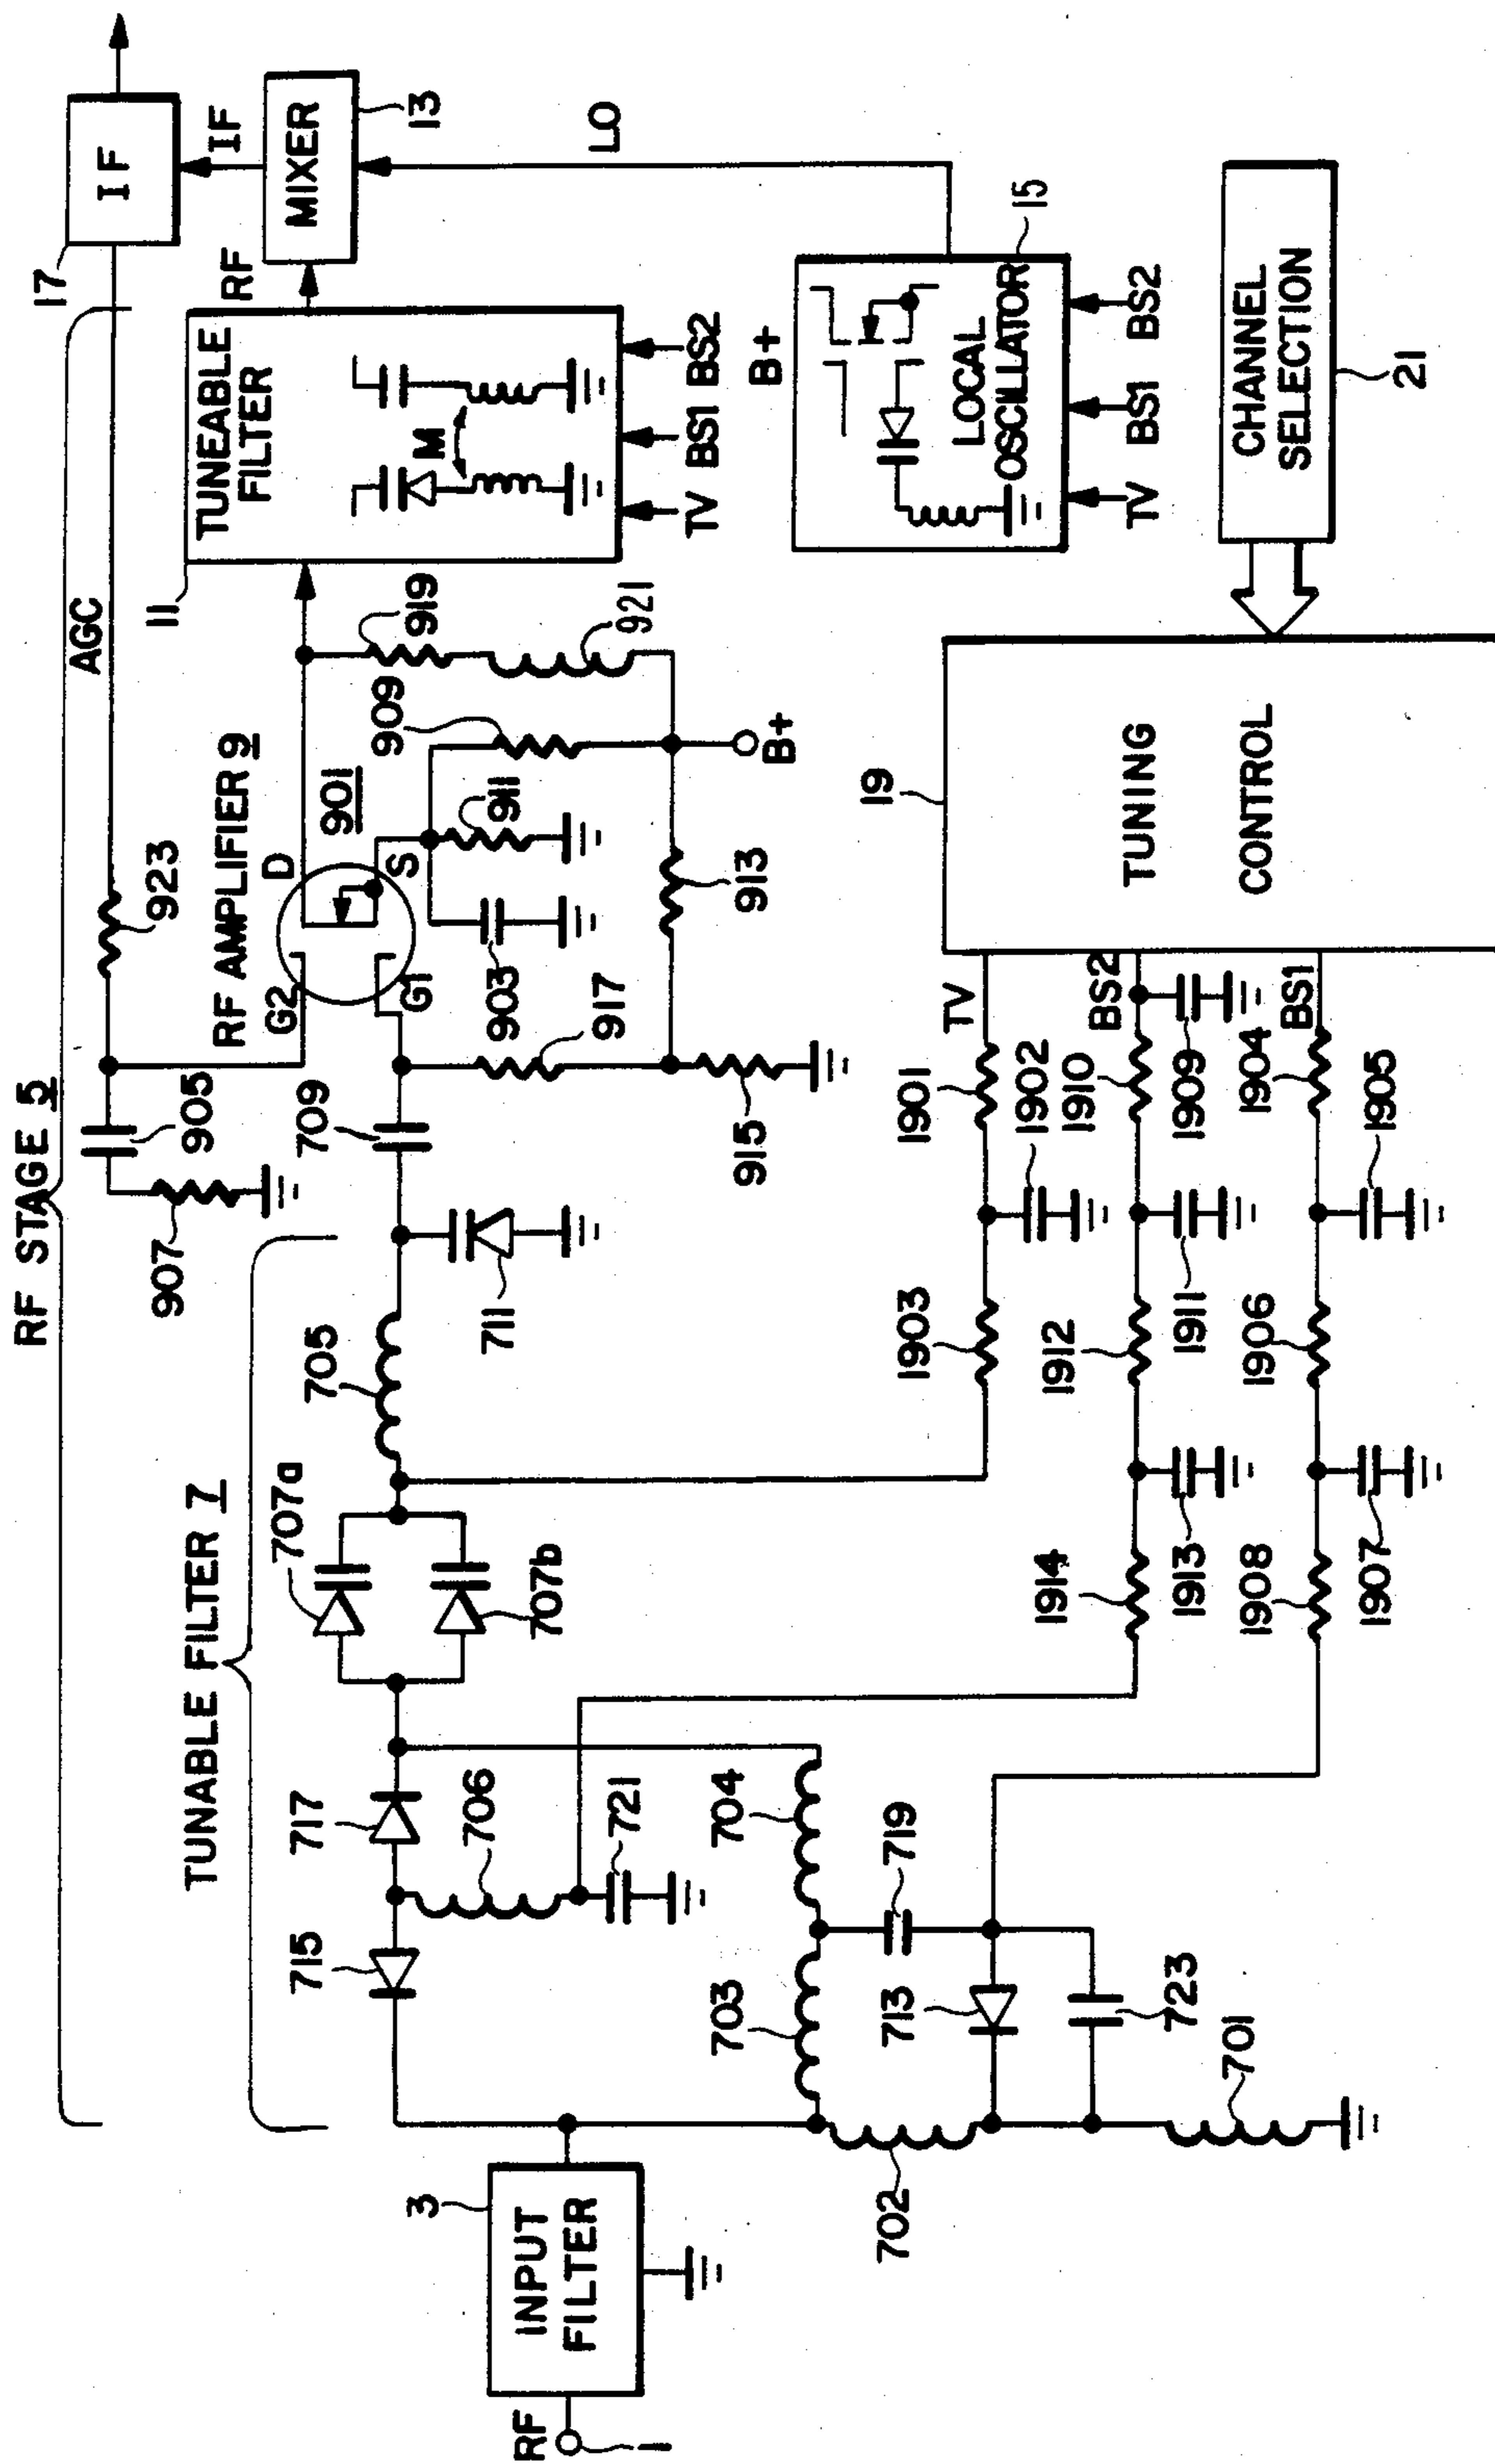 RF STAGE 5
TUNABLE FILTER 7
RF AMPLIFIER 9
AGC
17
IF
IF
MIXER
13
RF
LO
11
TUNEABLE
FILTER
M
TV
BS1
BS2
B+
LOCAL
OSCILLATOR
15
TV
BS1
BS2
CHANNEL
SELECTION
21
19
TUNING
CONTROL
TV
BS2
BS1
923
905
907
D
G2
G1
S
901
903
909
911
913
915
917
919
921
B+
709
711
705
707a
707b
717
715
706
721
704
703
719
713
723
702
701
3
INPUT
FILTER
RF
1
1901
1902
1903
1910
1909
1911
1912
1913
1914
1904
1905
1906
1907
1908